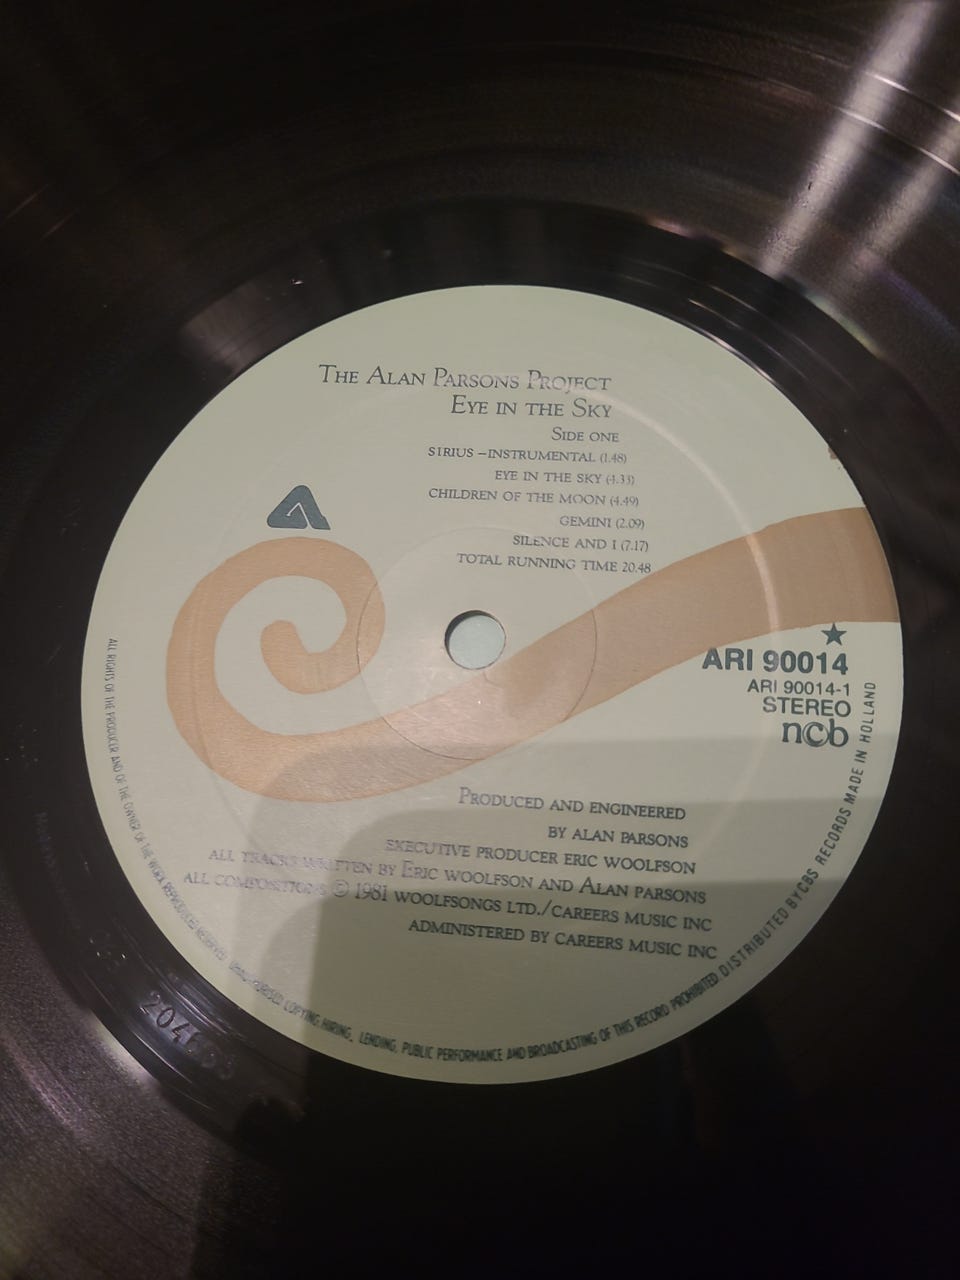 The Alan Parsons Project
Eye in the Sky
Side one
SIRIUS – INSTRUMENTAL (1.48)
EYE IN THE SKY (4.33)
CHILDREN OF THE MOON (4.49)
GEMINI (2.09)
SILENCE AND I (7.17)
TOTAL RUNNING TIME 20.48
ARI 90014
ARI 90014-1
STEREO
ncb
Produced and engineered
by Alan Parsons
Executive producer Eric Woolfson
All tracks written by Eric Woolfson and Alan Parsons
All compositions © 1981 Woolfsongs Ltd./Careers Music Inc
Administered by Careers Music Inc
ALL RIGHTS OF THE PRODUCER AND OF THE OWNER OF THE WORK REPRODUCED RESERVED UNAUTHORISED COPYING, HIRING, LENDING, PUBLIC PERFORMANCE AND BROADCASTING OF THIS RECORD PROHIBITED DISTRIBUTED BY CBS RECORDS MADE IN HOLLAND